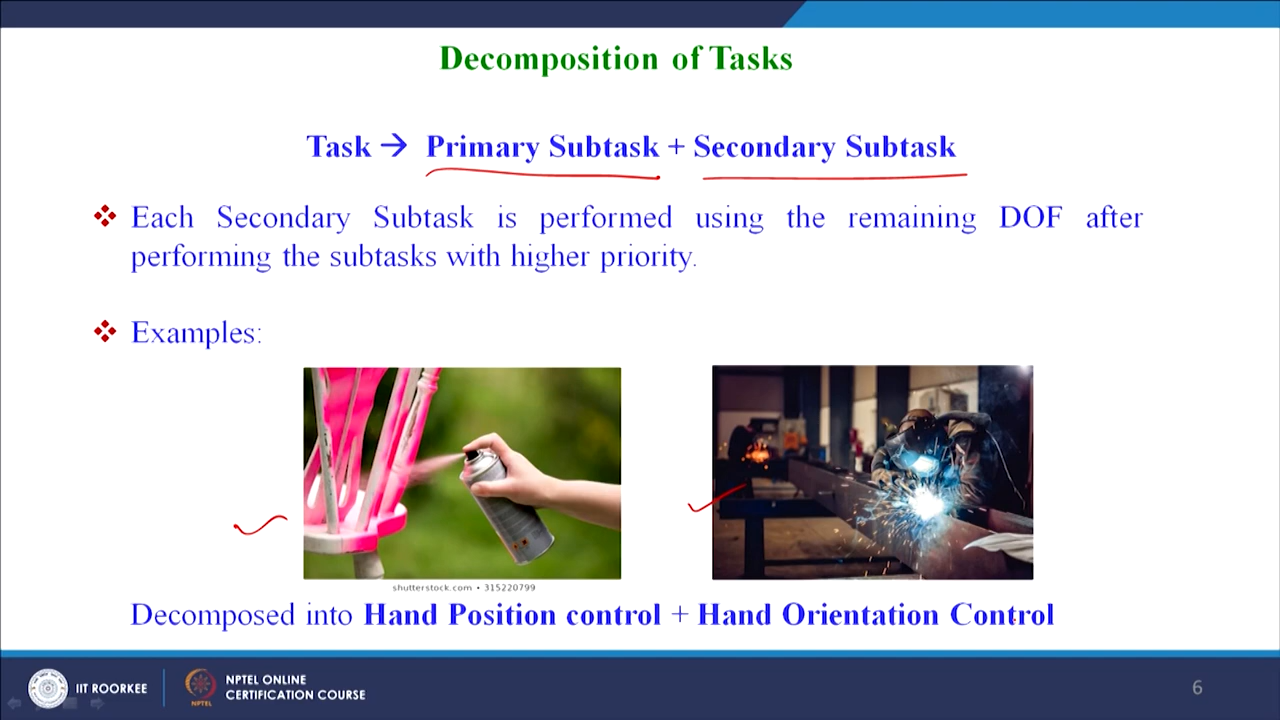 Decomposition of Tasks
Task → Primary Subtask + Secondary Subtask
❖ Each Secondary Subtask is performed using the remaining DOF after
performing the subtasks with higher priority.
❖ Examples:
shutterstock.com • 315220799
Decomposed into Hand Position control + Hand Orientation Control
IIT ROORKEE
NPTEL
NPTEL ONLINE
CERTIFICATION COURSE
6